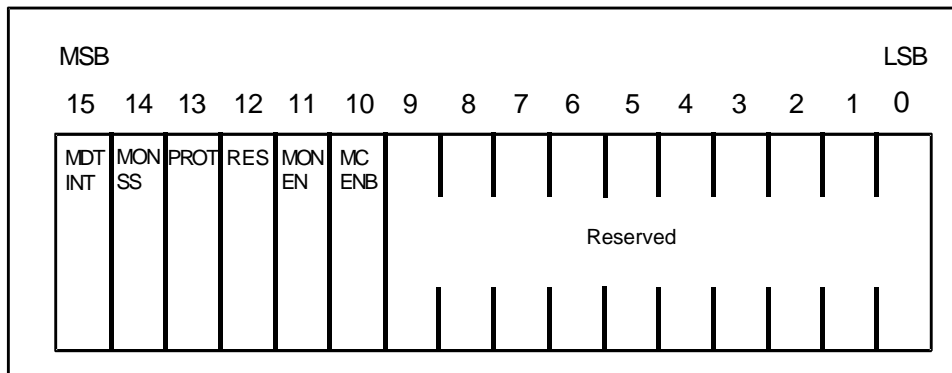 MSB LSB
15 14 13 12 11 10 9 8 7 6 5 4 3 2 1 0
MDT INT MON SS PROT RES MON EN MC ENB
Reserved